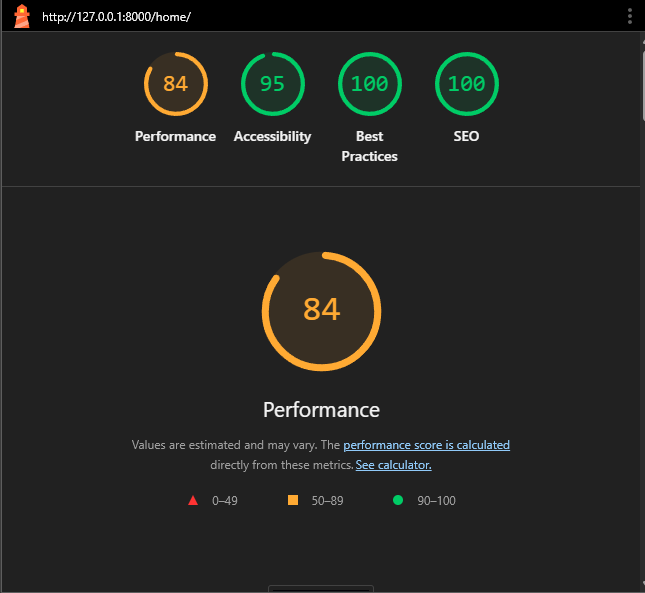 http://127.0.0.1:8000/home/
84
95
100
100
Performance
Accessibility
Best
Practices
SEO
84
Performance
Values are estimated and may vary. The performance score is calculated
directly from these metrics. See calculator.
0–49
50–89
90–100